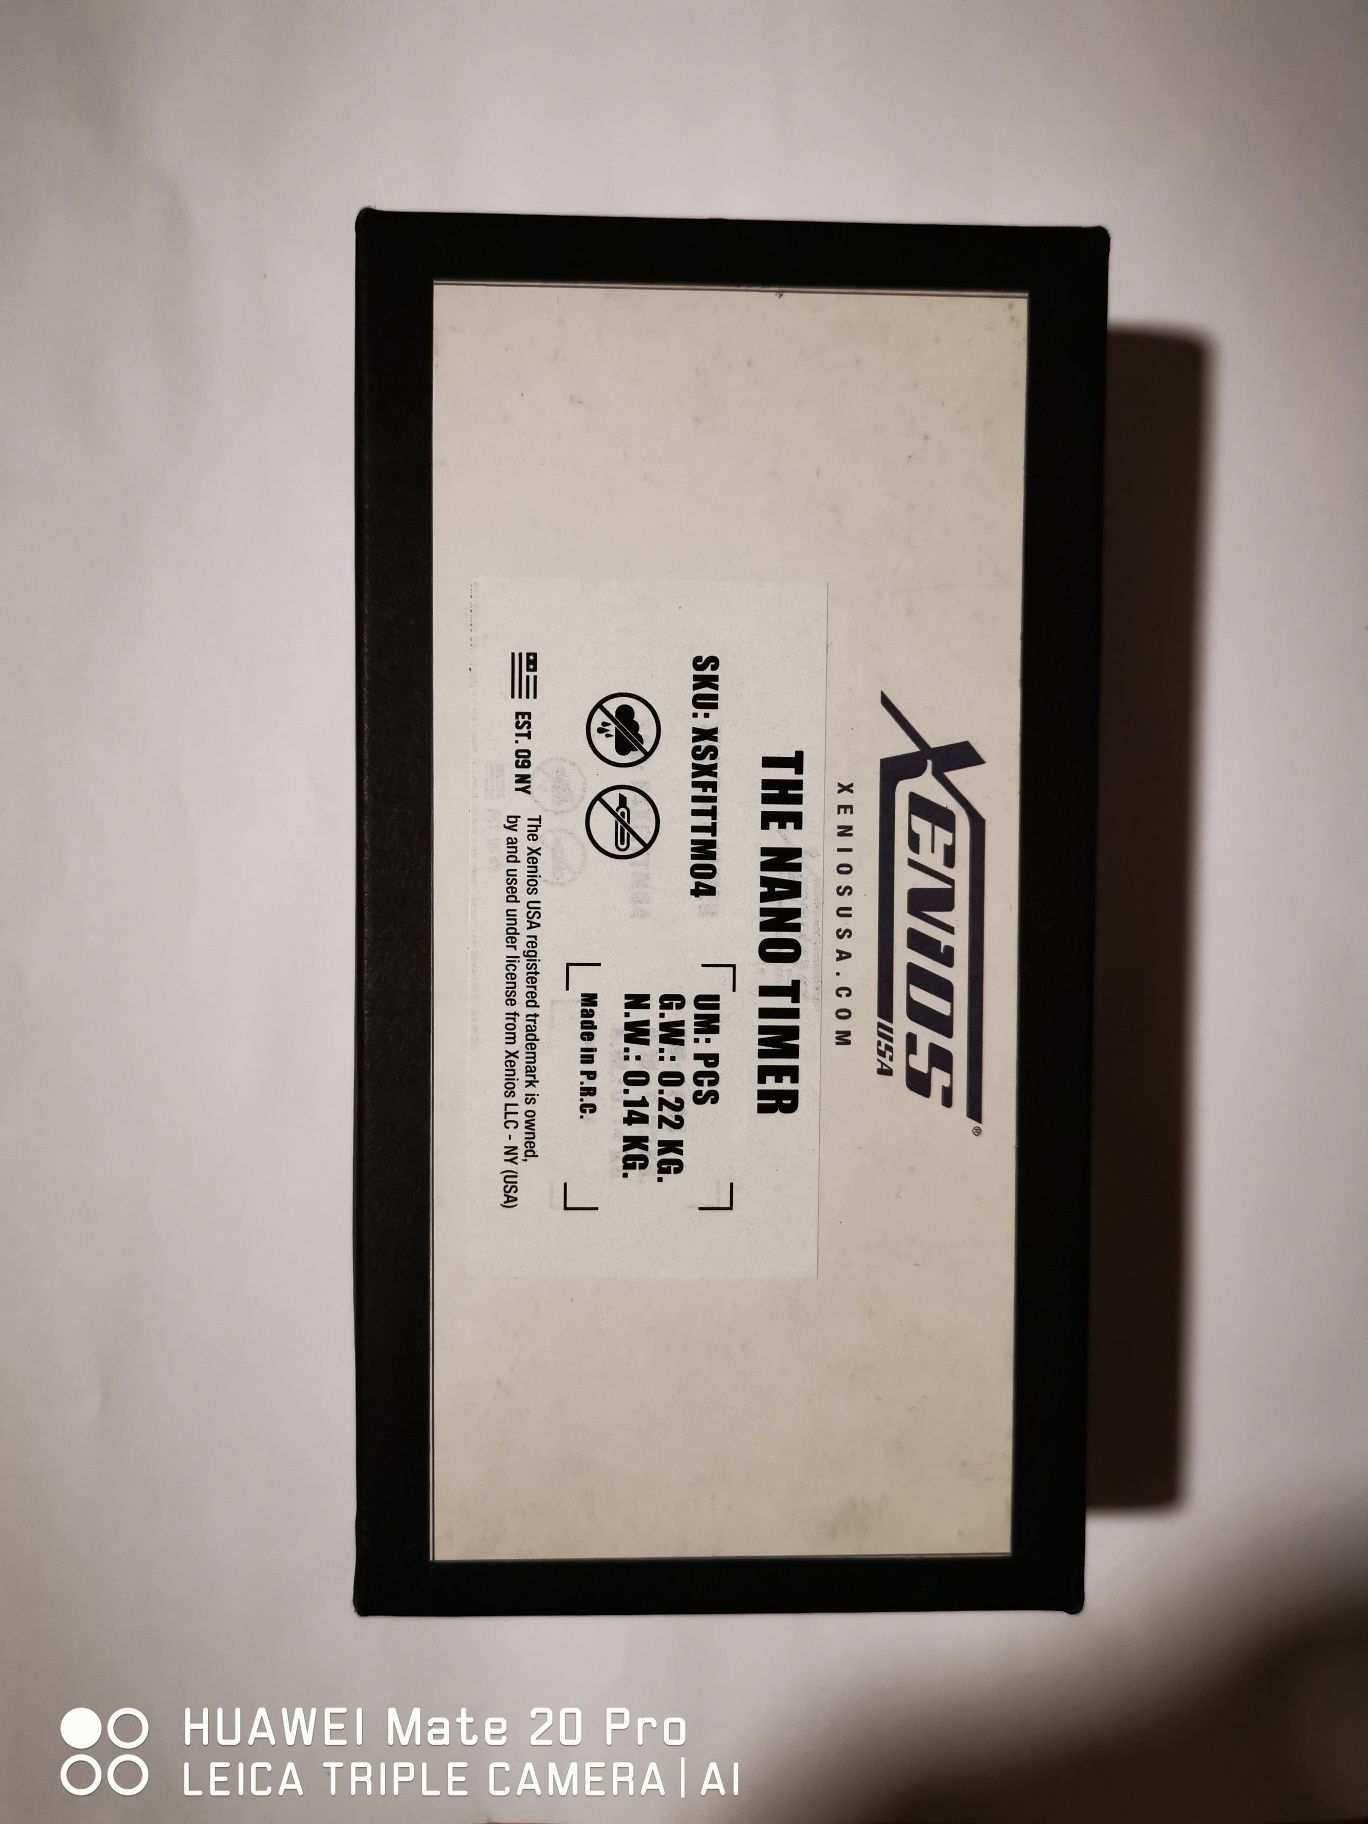 XENIOS
USA®
XENIOSUSA.COM
THE NANO TIMER
SKU: XSXFITTM04
UM: PCS
G.W.: 0.22 KG.
N.W.: 0.14 KG.
Made in P.R.C.
EST. 09 NY
The Xenios USA registered trademark is owned,
by and used under license from Xenios LLC - NY (USA)
HUAWEI Mate 20 Pro
LEICA TRIPLE CAMERA | AI